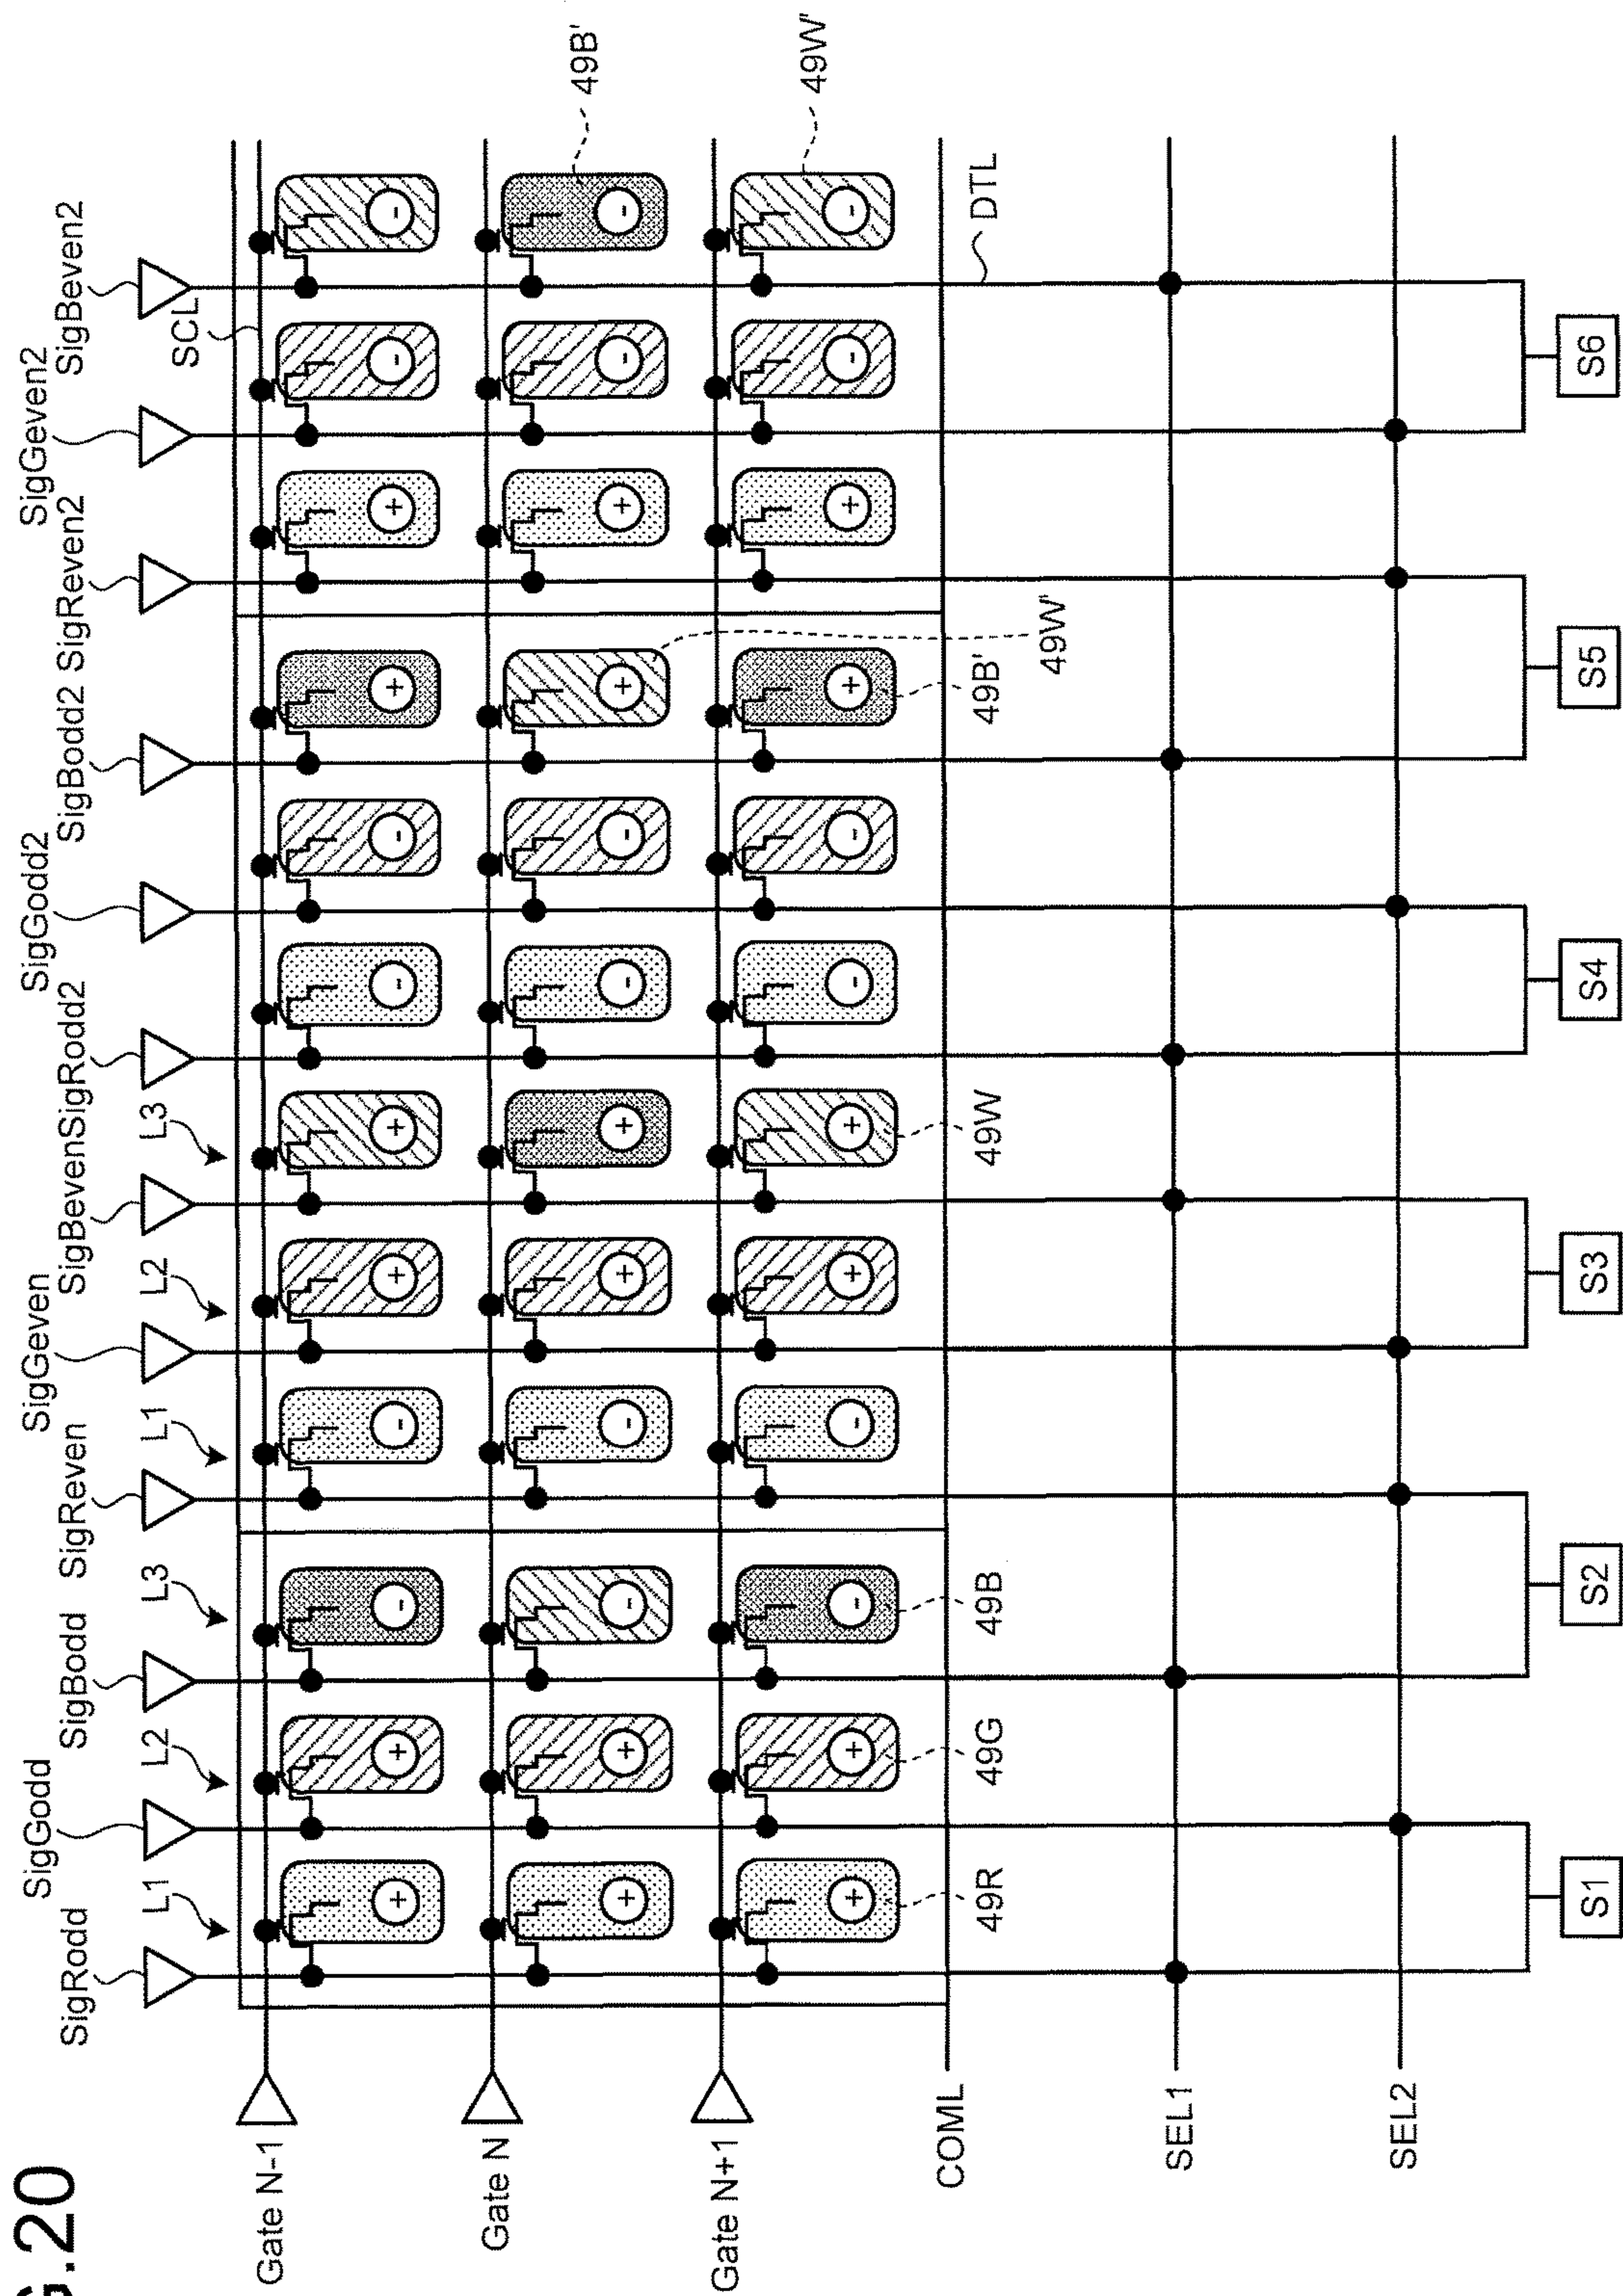 G.20
SigRodd
SigGodd
SigBodd
SigReven
SigGeven
SigBeven
SigRodd2
SigGodd2
SigBodd2
SigReven2
SigGeven2
SigBeven2
L1
L2
L3
L1
L2
L3
SCL
Gate N-1
+
+
-
-
+
+
-
-
+
+
-
-
Gate N
+
+
-
-
+
+
-
-
+
+
-
-
49B'
Gate N+1
+
+
-
-
+
+
-
-
+
+
-
-
49W'
49R
49G
49B
49W
49B'
49W'
DTL
COML
SEL1
SEL2
S1
S2
S3
S4
S5
S6